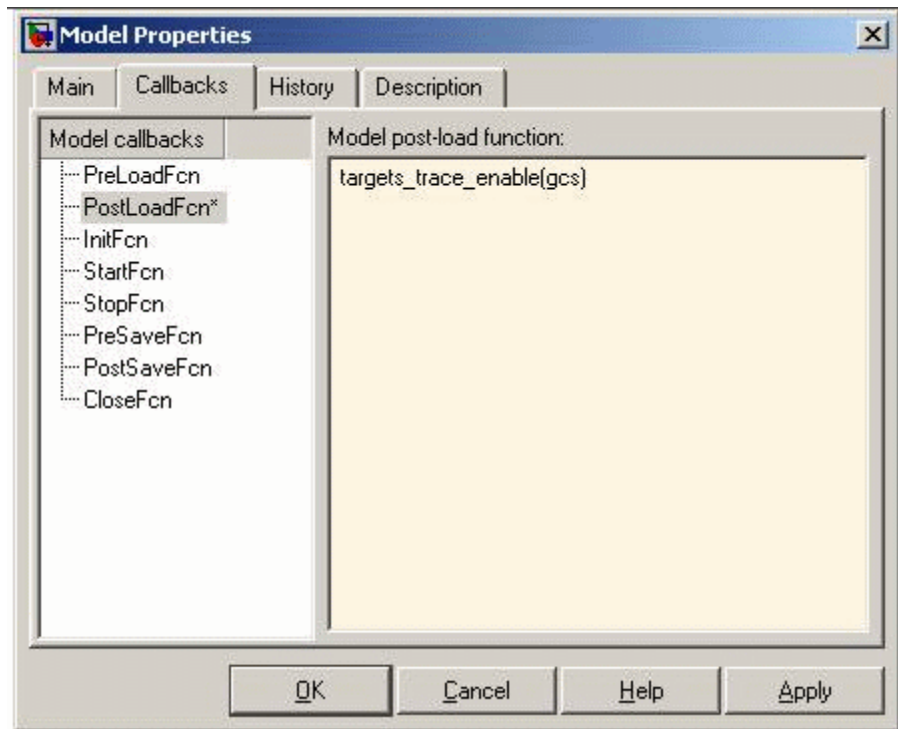 Model Properties
Main Callbacks History Description
Model callbacks
PreLoadFcn
PostLoadFcn*
InitFcn
StartFcn
StopFcn
PreSaveFcn
PostSaveFcn
CloseFcn
Model post-load function:
targets_trace_enable(gcs)
OK Cancel Help Apply